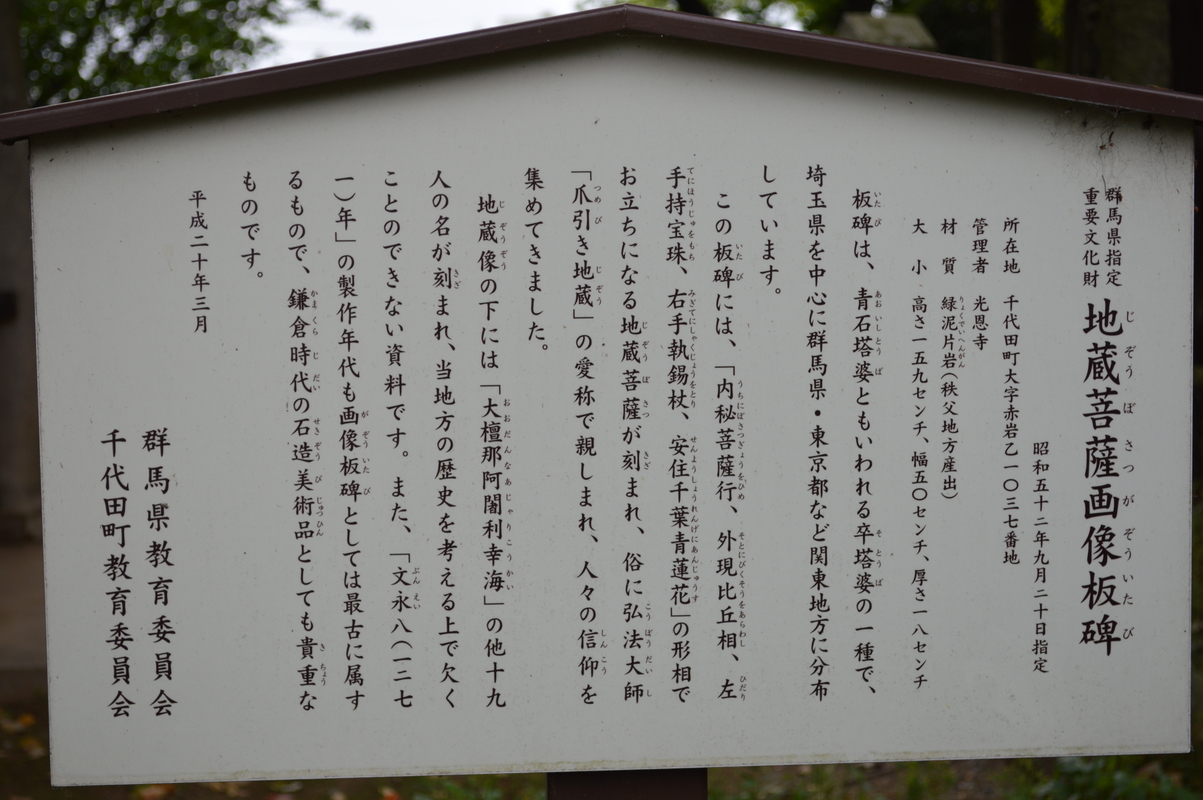 群馬県指定
重要文化財
地蔵菩薩画像板碑
昭和五十二年九月二十日指定
所在地 千代田町大字赤岩乙一〇三七番地
管理者 光恩寺
材質 緑泥片岩(秩父地方産出)
大小 高さ一五九センチ、幅五〇センチ、厚さ一八センチ
板碑は、青石塔婆ともいわれる卒塔婆の一種で、
埼玉県を中心に群馬県・東京都など関東地方に分布
しています。
この板碑には、「内秘菩薩行、外現比丘相、左
手持宝珠、右手執錫杖、安住千葉青蓮花」の形相で
お立ちになる地蔵菩薩が刻まれ、俗に弘法大師
「爪引き地蔵」の愛称で親しまれ、人々の信仰を
集めてきました。
地蔵像の下には「大檀那阿闍利幸海」の他十九
人の名が刻まれ、当地方の歴史を考える上で欠く
ことのできない資料です。また、「文永八(一二七
一)年」の製作年代も画像板碑としては最古に属す
るもので、鎌倉時代の石造美術品としても貴重な
ものです。
平成二十年三月
群馬県教育委員会
千代田町教育委員会